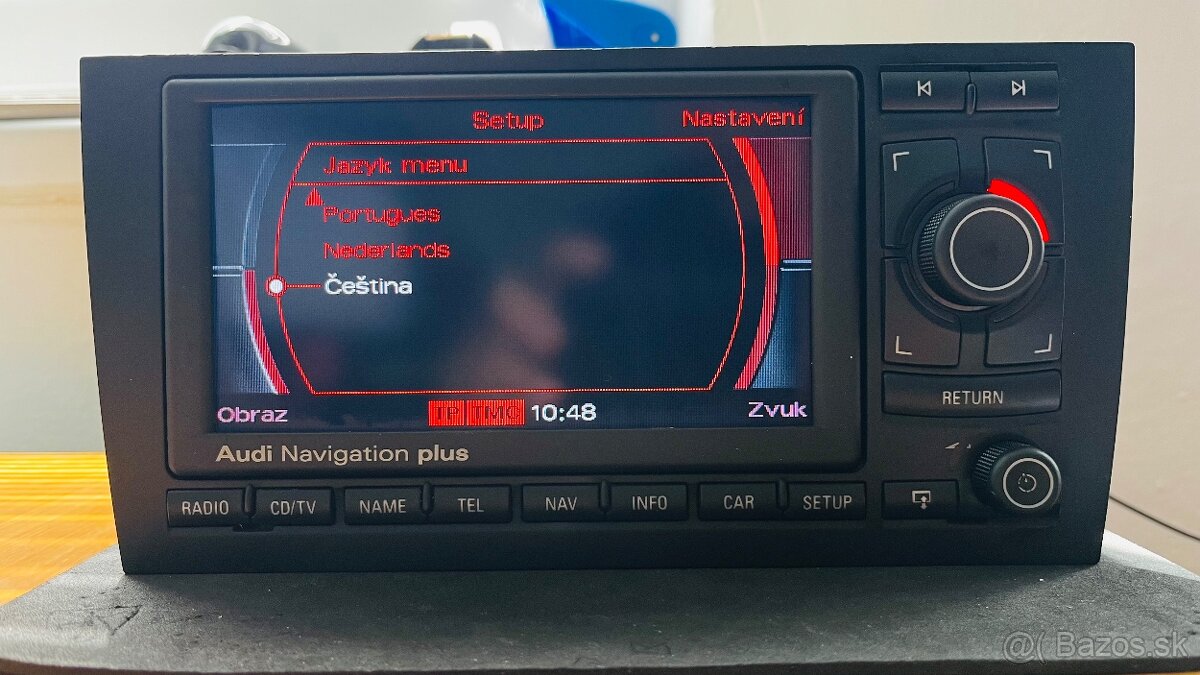 Setup
Nastavení
Jazyk menu
Portugues
Nederlands
Čeština
Obraz
TP TMC 10:48
Zvuk
Audi Navigation plus
RETURN
RADIO CD/TV NAME TEL NAV INFO CAR SETUP
@( Bazos.sk